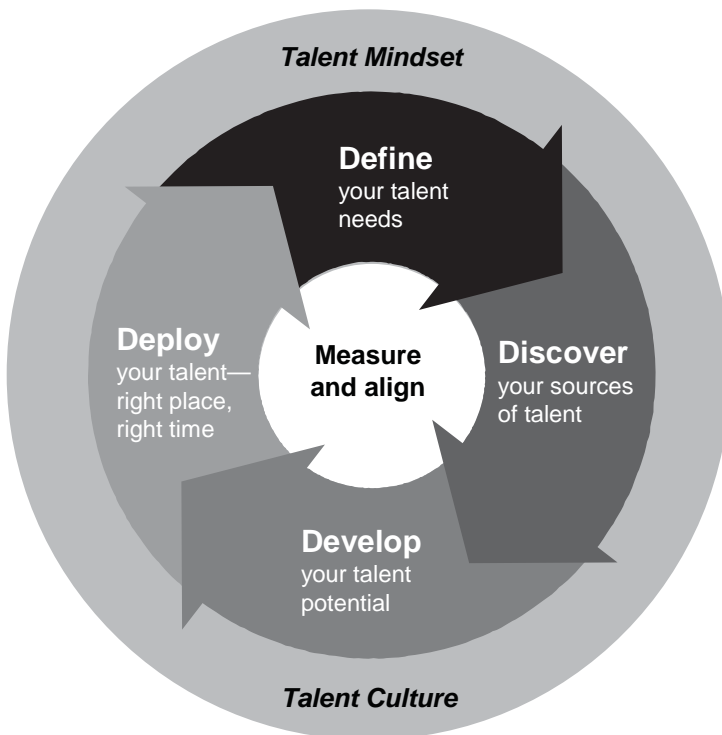 Talent Mindset
Define
your talent
needs
Discover
your sources
of talent
Develop
your talent
potential
Deploy
your talent—
right place,
right time
Measure
and align
Talent Culture